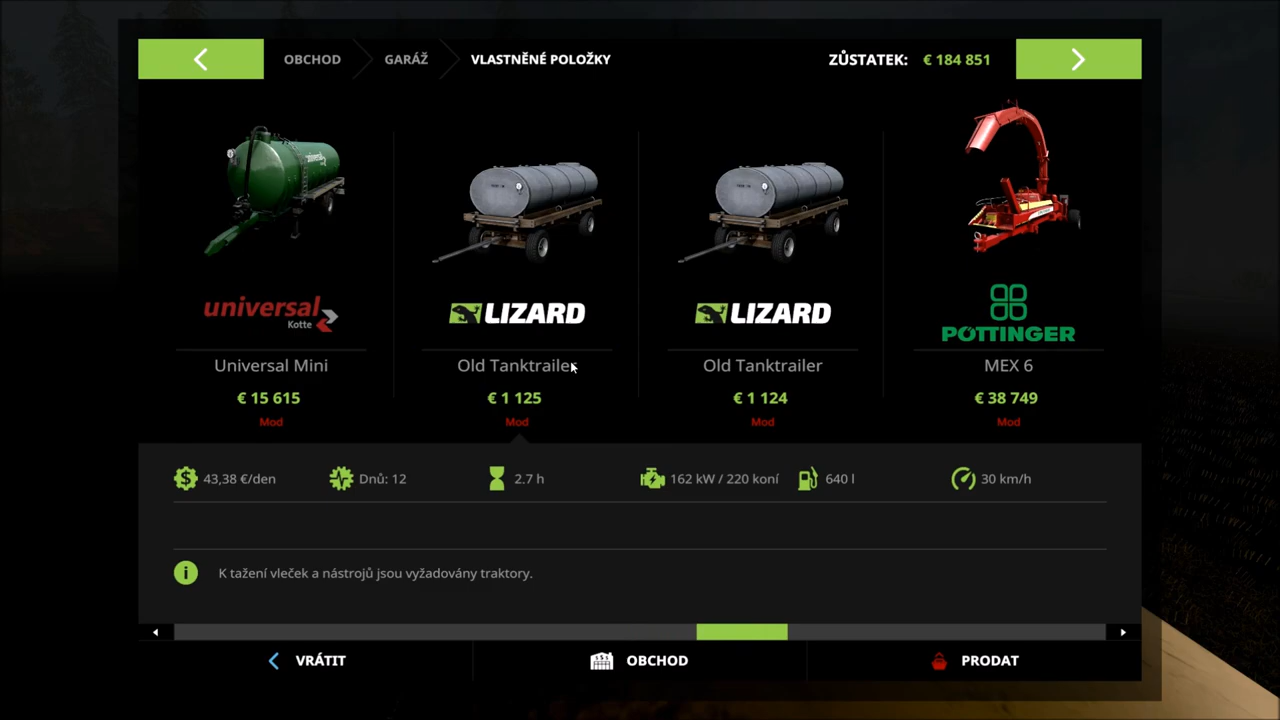 OBCHOD GARÁŽ VLASTNĚNÉ POLOŽKY ZŮSTATEK: € 184 851
universal Kotte LIZARD LIZARD PÖTTINGER
Universal Mini Old Tanktrailer Old Tanktrailer MEX 6
€ 15 615 € 1 125 € 1 124 € 38 749
Mod Mod Mod Mod
43,38 €/den Dnů: 12 2.7 h 162 kW / 220 koní 640 l 30 km/h
K tažení vleček a nástrojů jsou vyžadovány traktory.
VRÁTIT OBCHOD PRODAT